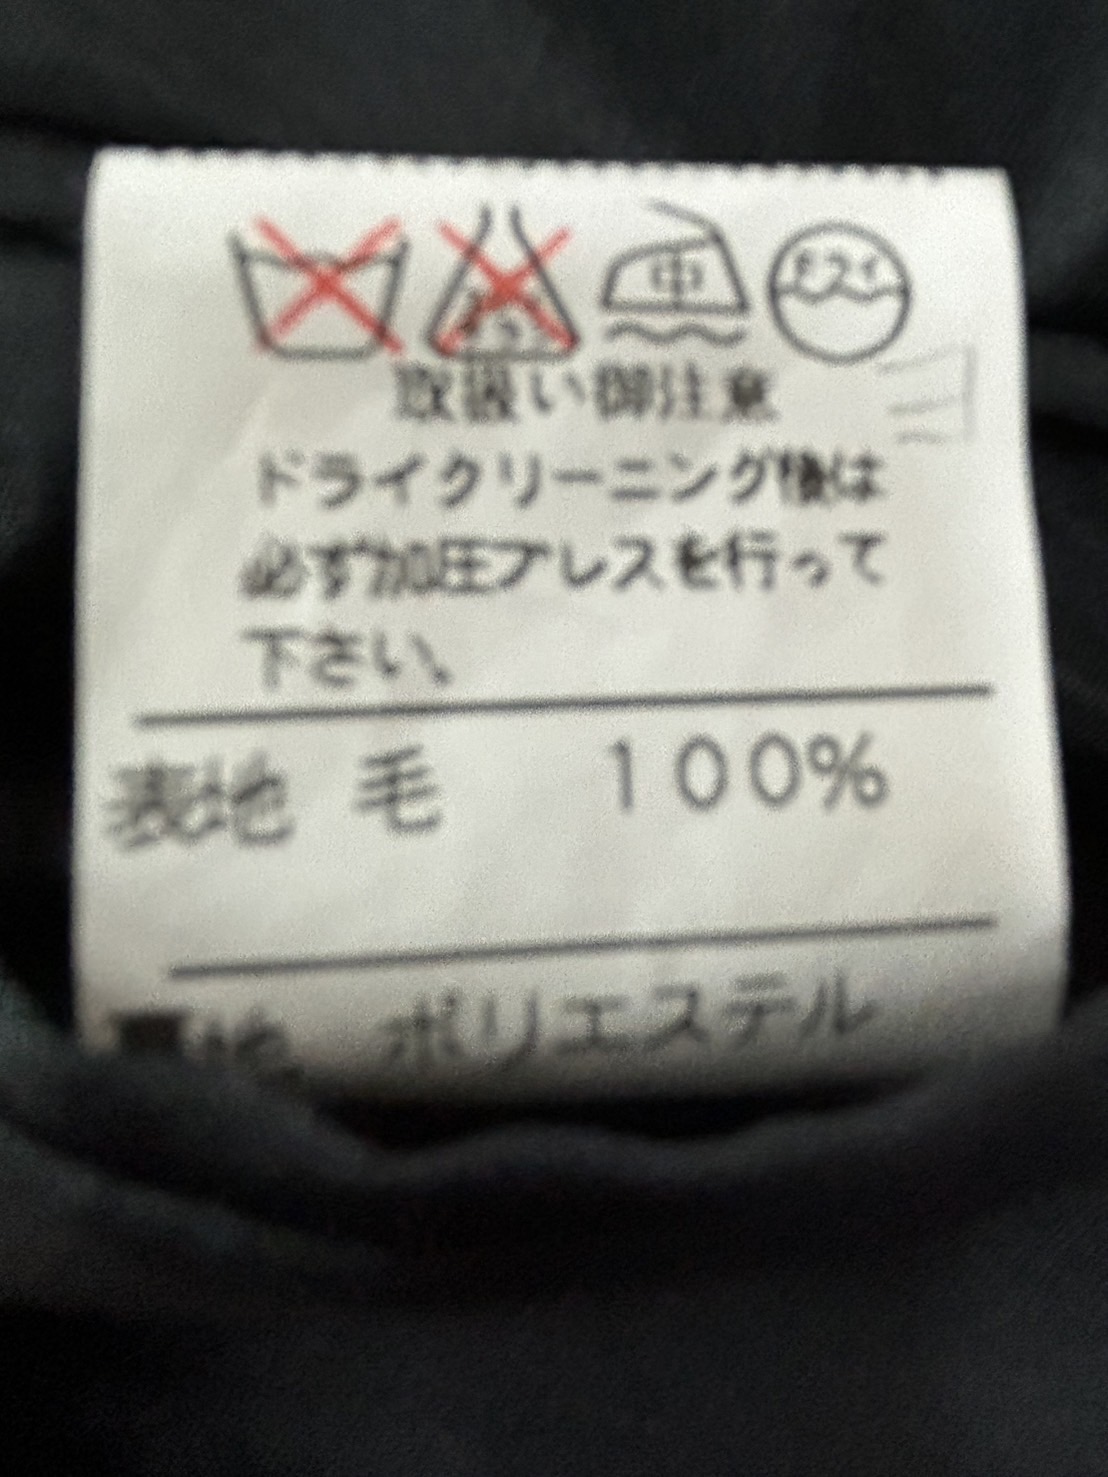 中
取扱い御注意
ドライクリーニング後は
必ず加圧プレスを行って
下さい。
表地 毛 100%
裏地 ポリエステル